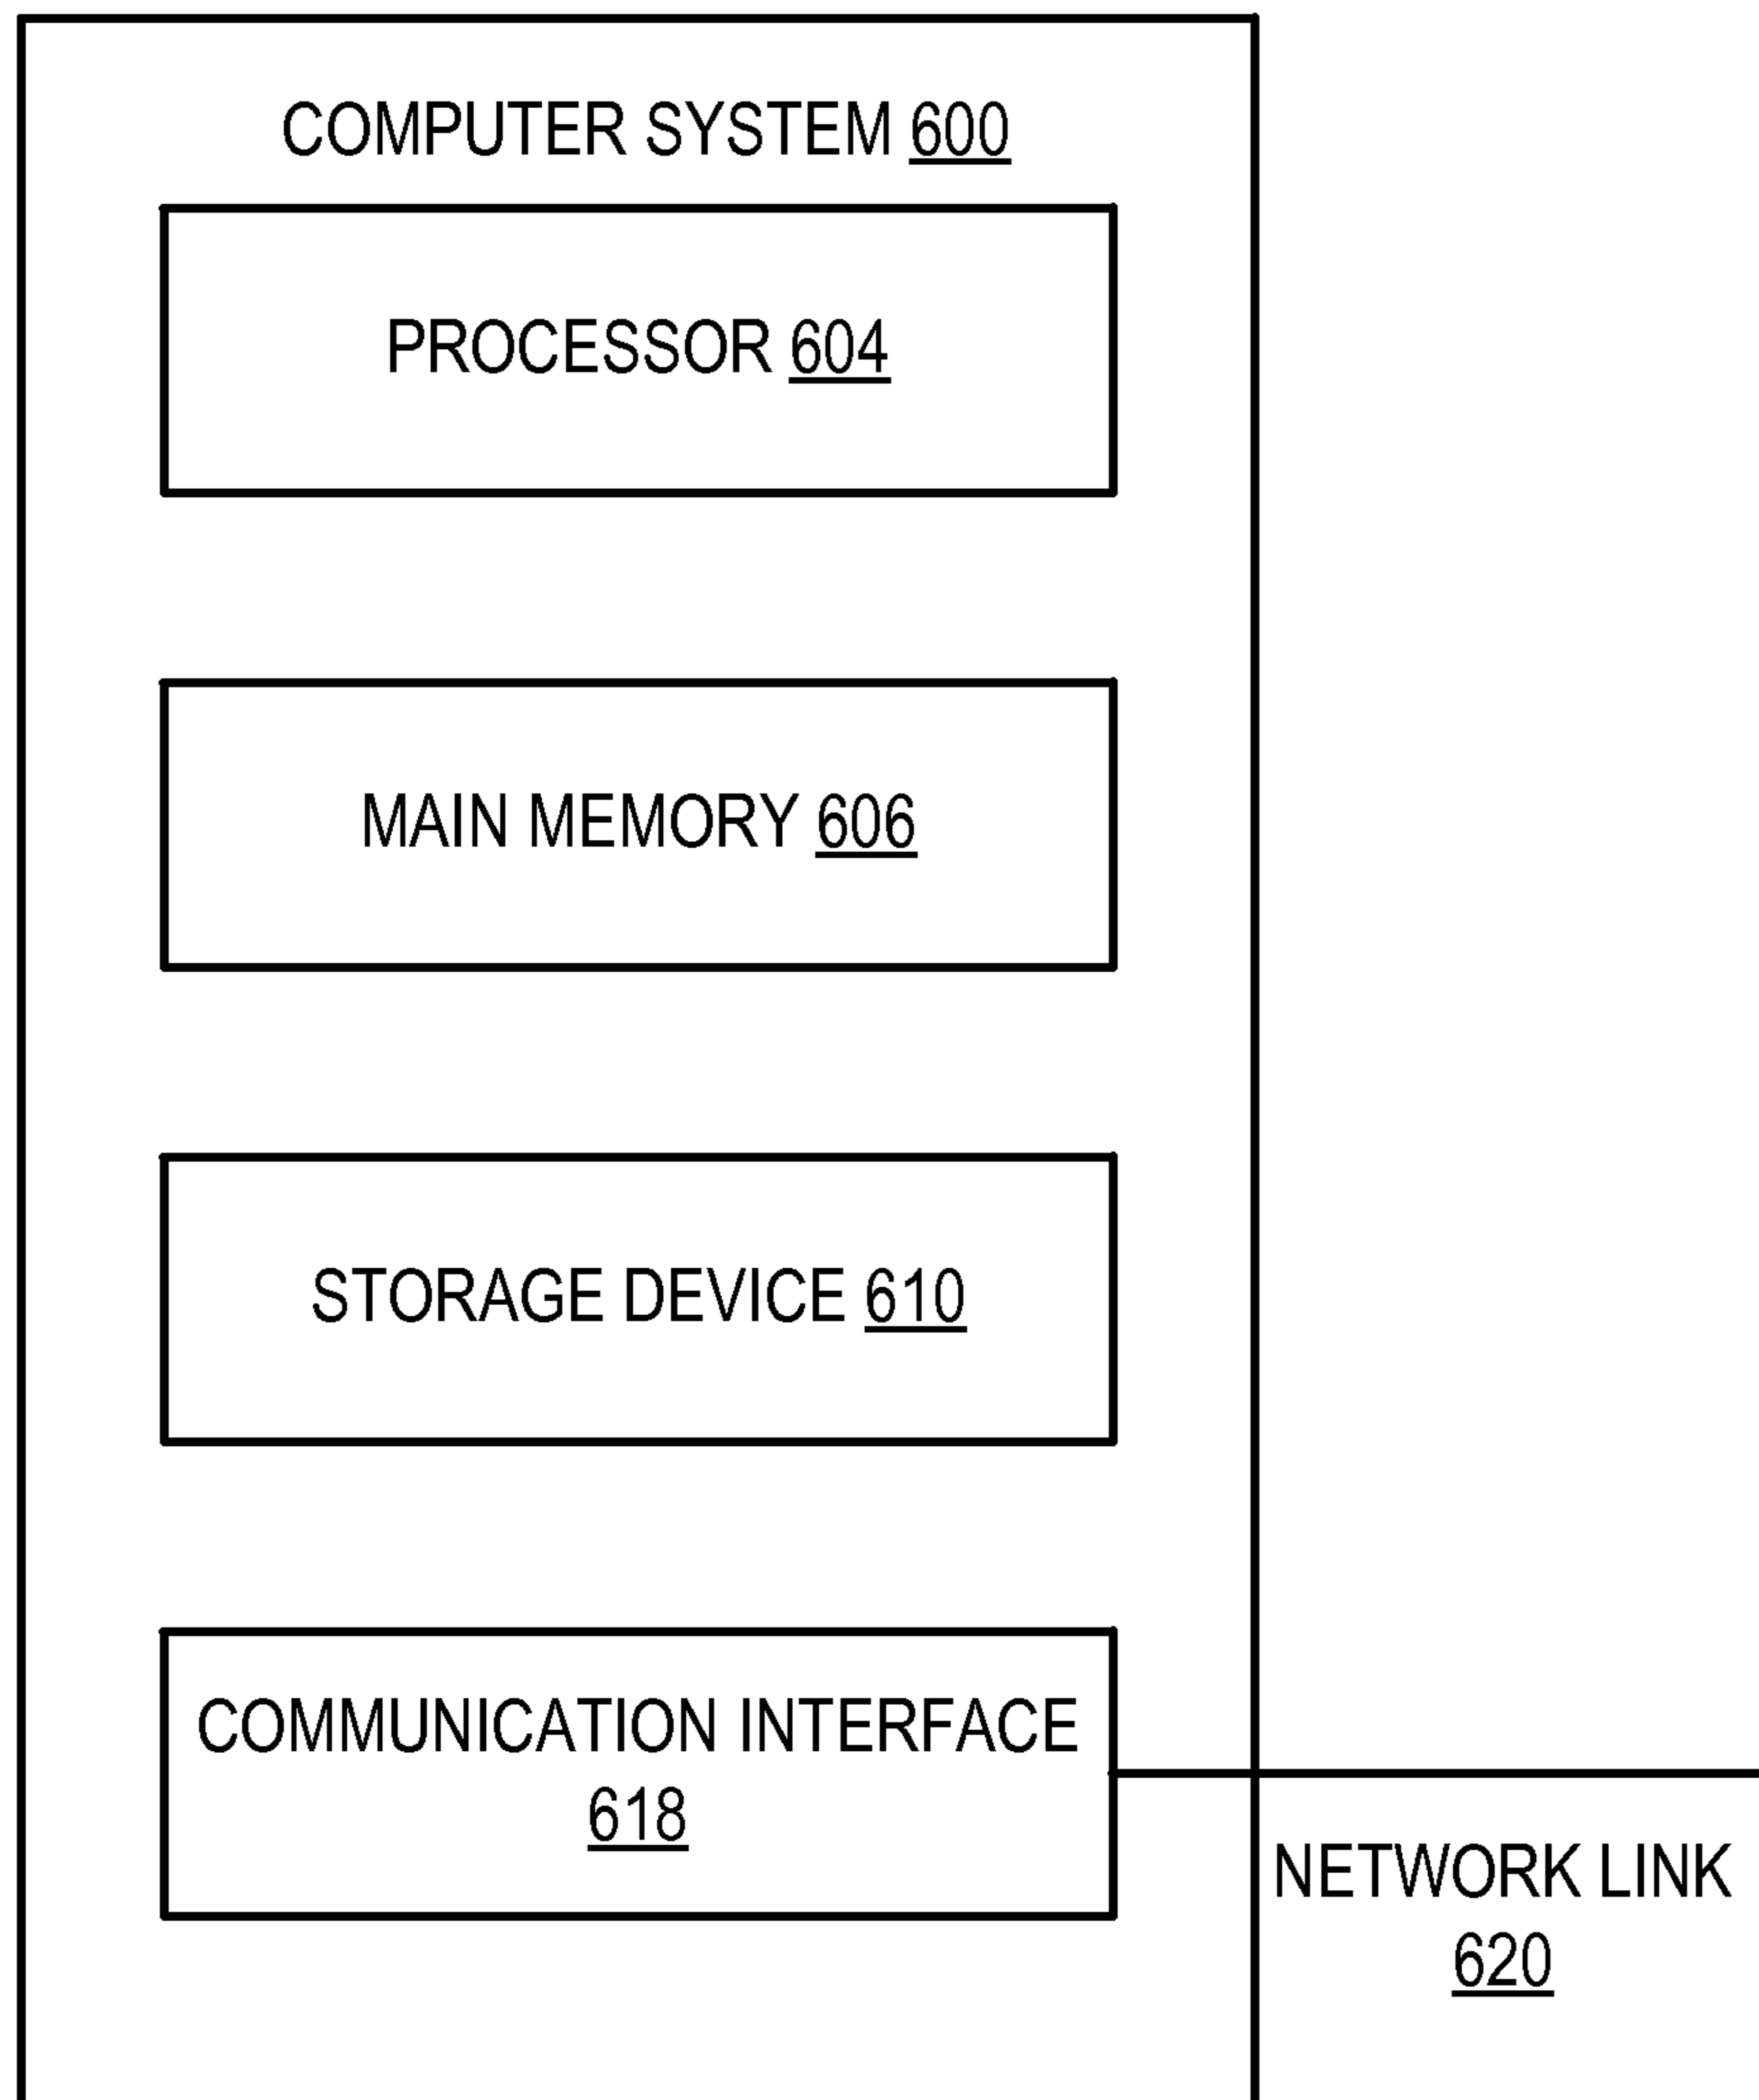 COMPUTER SYSTEM 600
PROCESSOR 604
MAIN MEMORY 606
STORAGE DEVICE 610
COMMUNICATION INTERFACE
618
NETWORK LINK
620